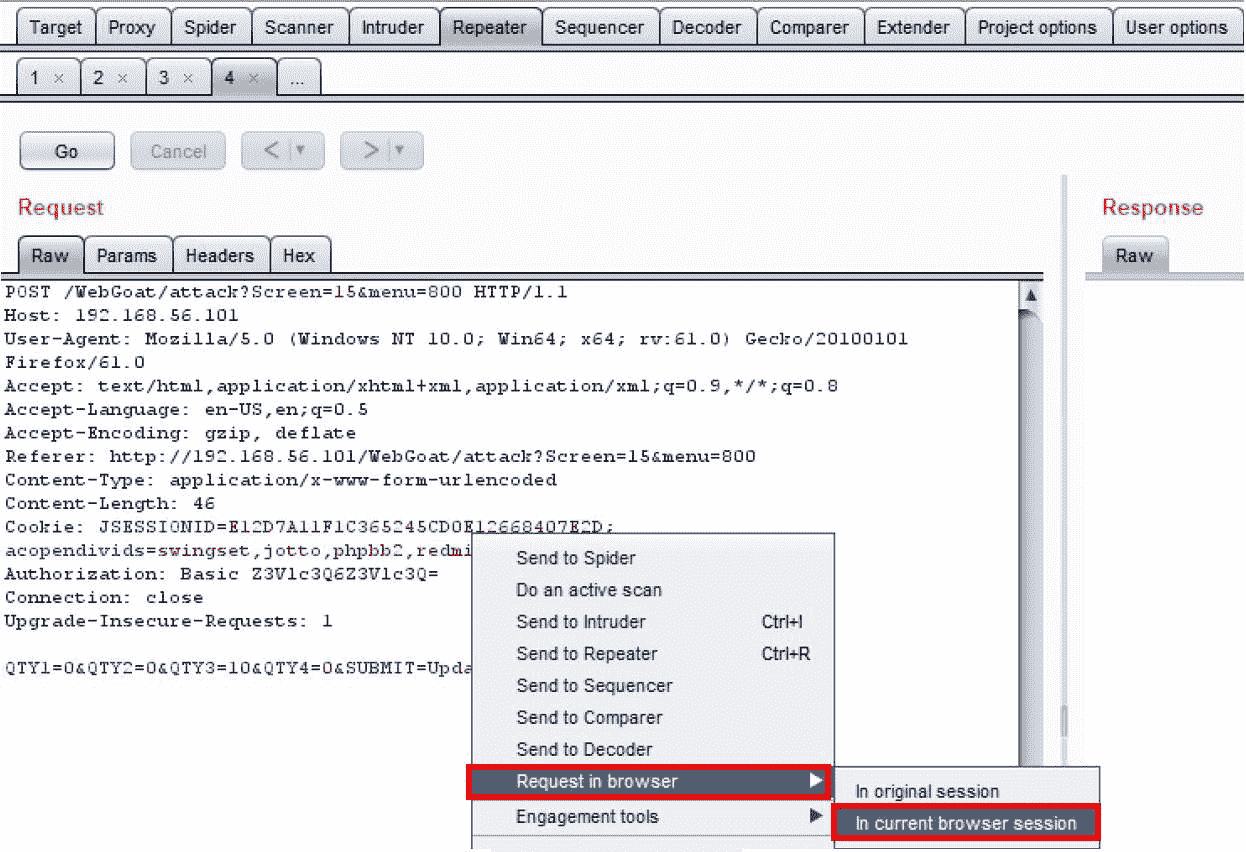 Target Proxy Spider Scanner Intruder Repeater Sequencer Decoder Comparer Extender Project options User options
1 × 2 × 3 × 4 × ...
Go Cancel < ▼ > ▼
Request
Raw Params Headers Hex
POST /WebGoat/attack?Screen=15&menu=800 HTTP/1.1
Host: 192.168.56.101
User-Agent: Mozilla/5.0 (Windows NT 10.0; Win64; x64; rv:61.0) Gecko/20100101
Firefox/61.0
Accept: text/html,application/xhtml+xml,application/xml;q=0.9,*/*;q=0.8
Accept-Language: en-US,en;q=0.5
Accept-Encoding: gzip, deflate
Referer: http://192.168.56.101/WebGoat/attack?Screen=15&menu=800
Content-Type: application/x-www-form-urlencoded
Content-Length: 46
Cookie: JSESSIONID=E12D7A11F1C365245CD0E12668407E2D;
acopendivids=swingset,jotto,phpbb2,redmi
Authorization: Basic Z3Vlc3Q6Z3Vlc3Q=
Connection: close
Upgrade-Insecure-Requests: 1
QTY1=0&QTY2=0&QTY3=10&QTY4=0&SUBMIT=Upda
Send to Spider
Do an active scan
Send to Intruder Ctrl+I
Send to Repeater Ctrl+R
Send to Sequencer
Send to Comparer
Send to Decoder
Request in browser
Engagement tools
In original session
In current browser session
Response
Raw